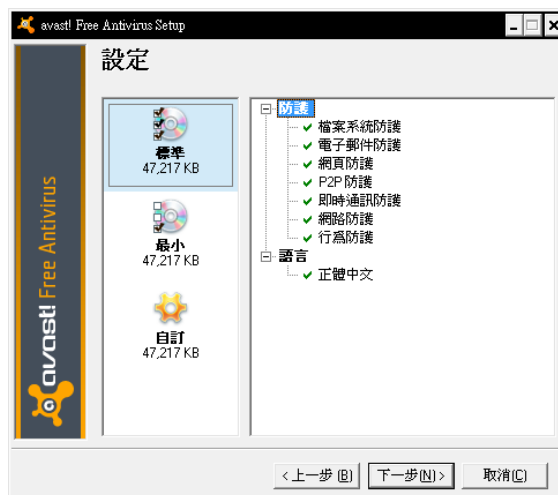 avast! Free Antivirus Setup
設定
avast! Free Antivirus
標準
47,217 KB
最小
47,217 KB
自訂
47,217 KB
防護
檔案系統防護
電子郵件防護
網頁防護
P2P 防護
即時通訊防護
網路防護
行為防護
語言
正體中文
<上一步 (B)
下一步(N)>
取消(C)